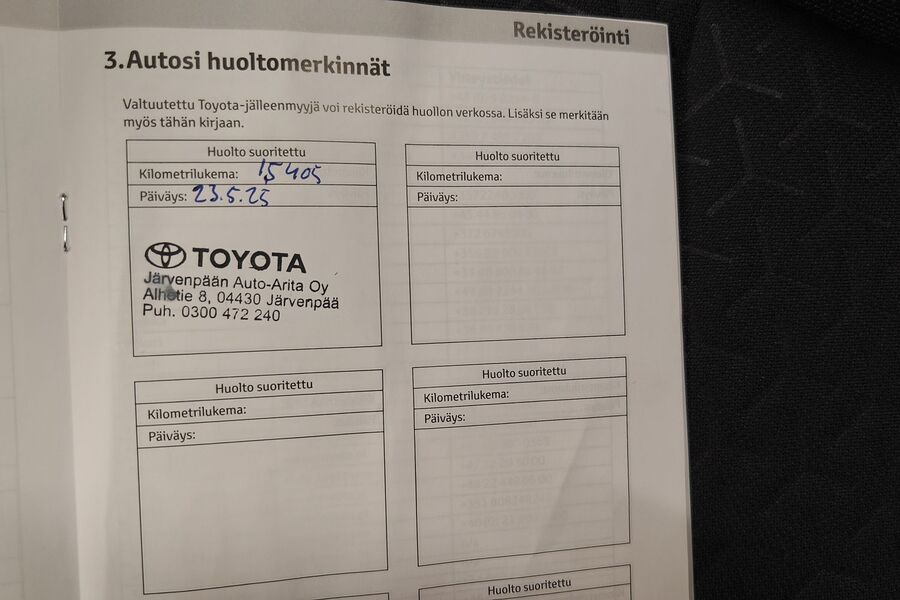 Rekisteröinti
3.Autosi huoltomerkinnät
Valtuutettu Toyota-jälleenmyyjä voi rekisteröidä huollon verkossa. Lisäksi se merkitään
myös tähän kirjaan.
Huolto suoritettu
Kilometrilukema: 15405
Päiväys: 23.5.25
TOYOTA
Järvenpään Auto-Arita Oy
Alhotie 8, 04430 Järvenpää
Puh. 0300 472 240
Huolto suoritettu
Kilometrilukema:
Päiväys:
Huolto suoritettu
Kilometrilukema:
Päiväys:
Huolto suoritettu
Kilometrilukema:
Päiväys:
Huolto suoritettu